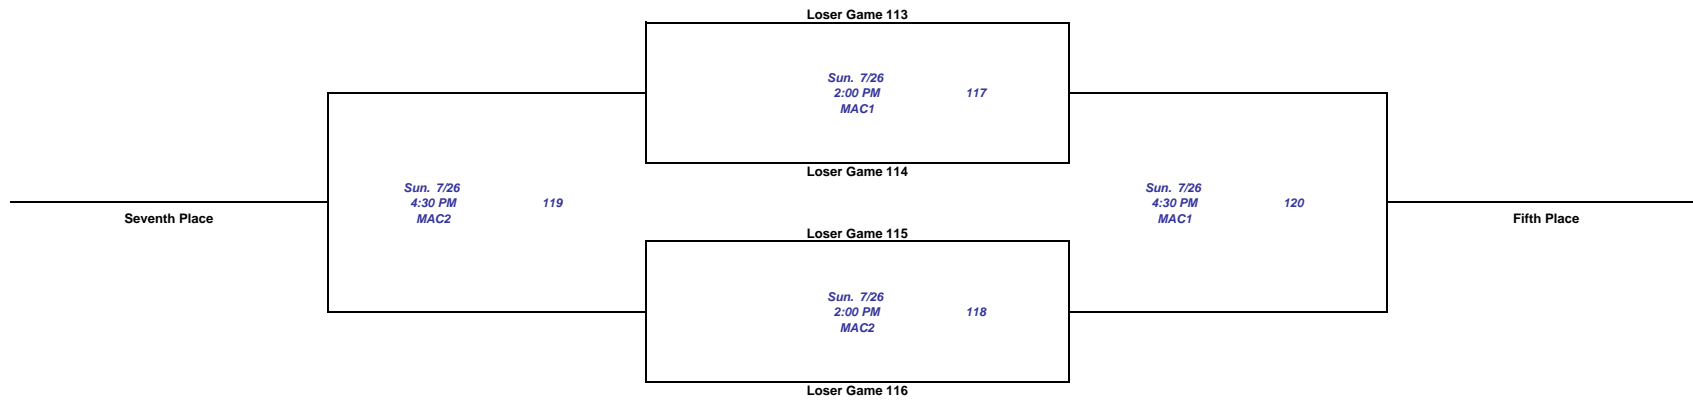 Loser Game 113
Sun. 7/26
2:00 PM 117
MAC1
Loser Game 114
Sun. 7/26
4:30 PM 119
MAC2
Seventh Place
Sun. 7/26
4:30 PM 120
MAC1
Fifth Place
Loser Game 115
Sun. 7/26
2:00 PM 118
MAC2
Loser Game 116